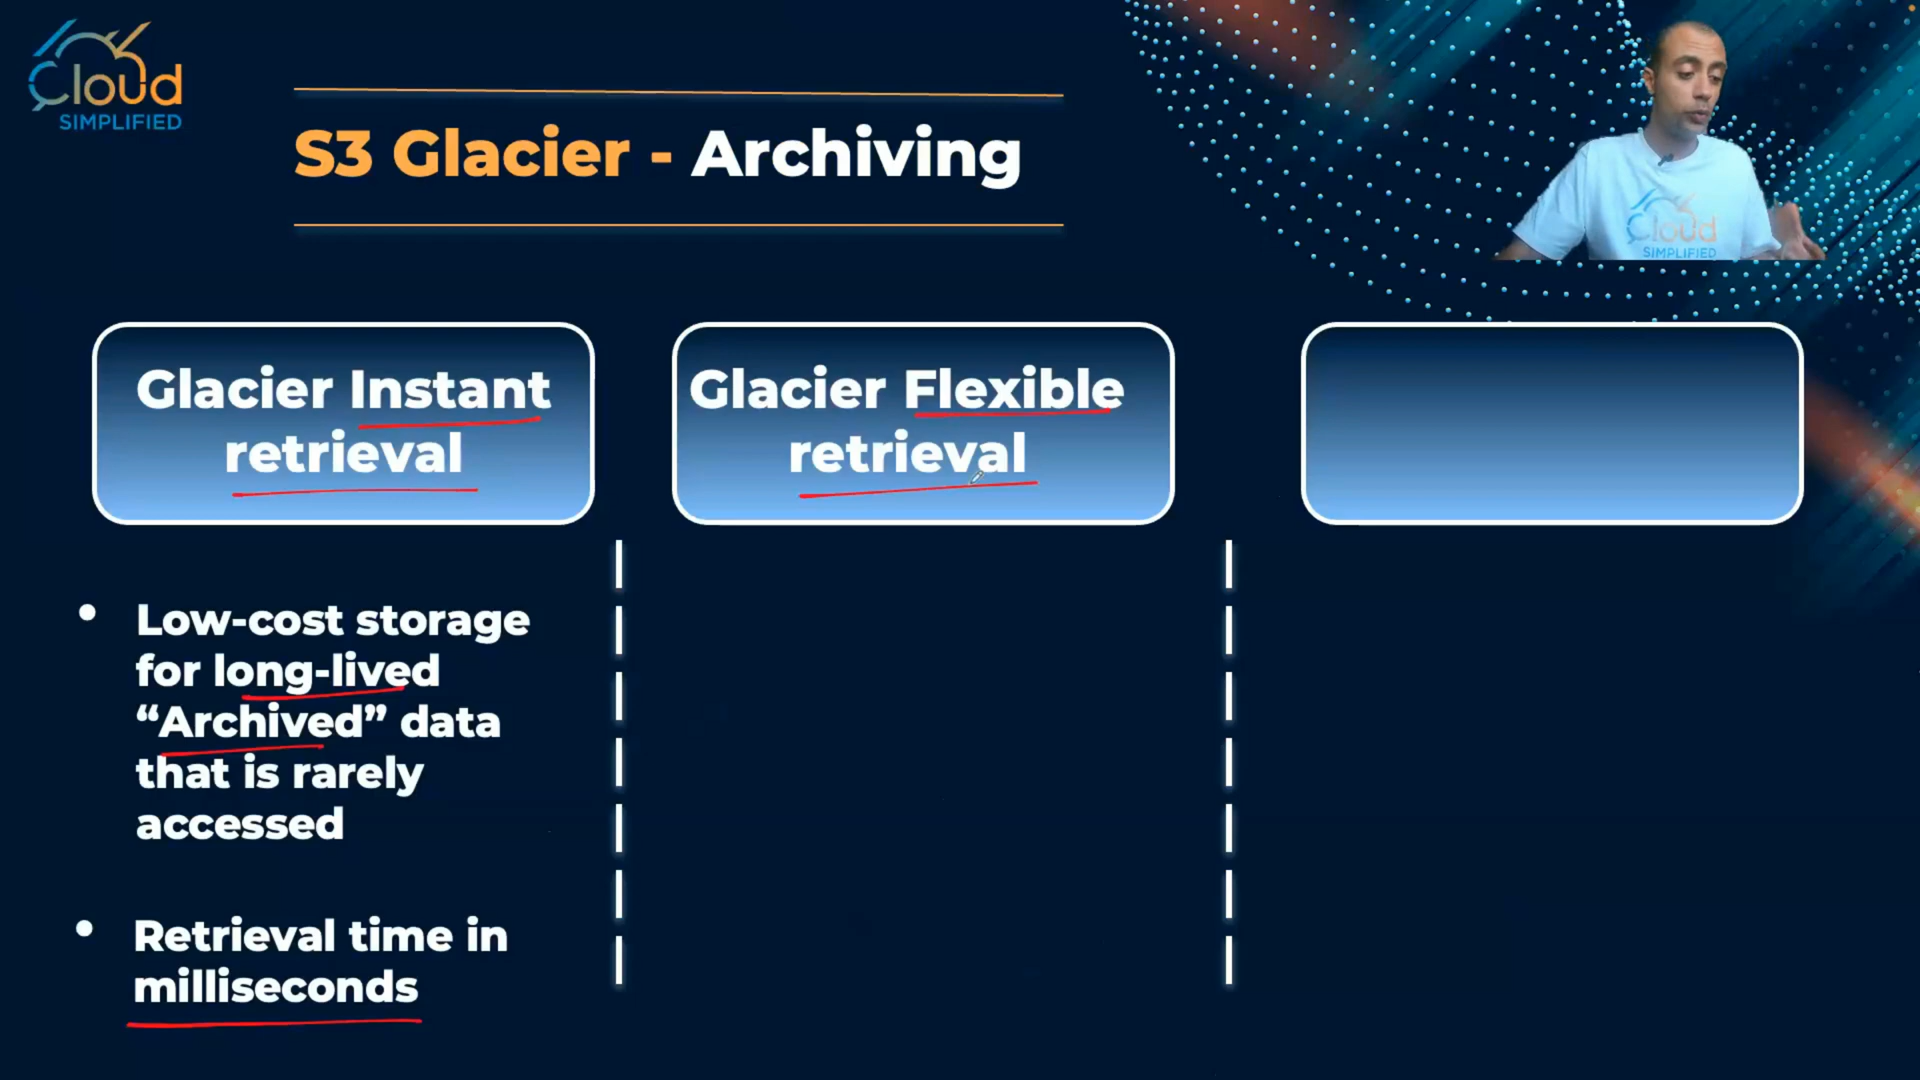 Cloud
SIMPLIFIED
S3 Glacier - Archiving
Cloud
SIMPLIFIED
Glacier Instant
retrieval
Glacier Flexible
retrieval
• Low-cost storage
for long-lived
“Archived” data
that is rarely
accessed
• Retrieval time in
milliseconds